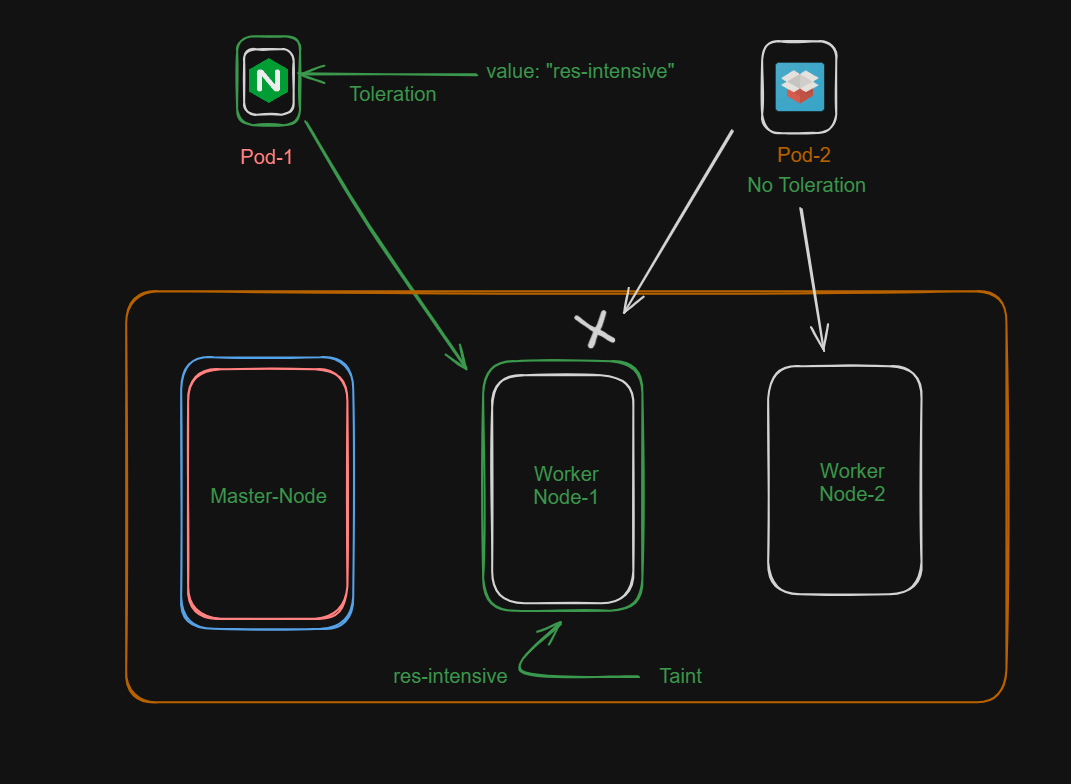 value: "res-intensive"
Toleration
N
Pod-1
Pod-2
No Toleration
Master-Node
Worker
Node-1
Worker
Node-2
res-intensive
Taint